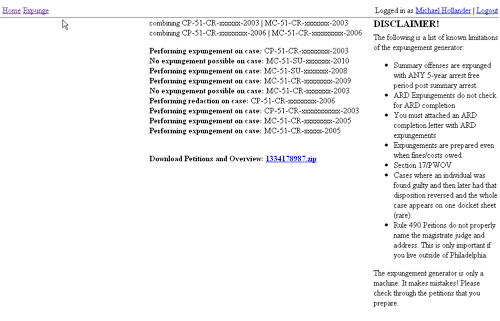 Home Expunge
Logged in as Michael Hollander | Logout
combining CP-51-CR-xxxxxx-2003 | MC-51-CR-xxxxxx-2003
combining CP-51-CR-xxxxxxx-2006 | MC-51-CR-xxxxxxx-2006
Performing expungement on case: CP-51-CR-xxxxxxx-2003
No expungement possible on case: MC-51-SU-xxxxxx-2010
Performing expungement on case: MC-51-SU-xxxxxx-2008
Performing expungement on case: MC-51-CR-xxxxxxx-2009
No expungement possible on case: MC-51-CR-xxxxxx-2003
Performing redaction on case: CP-51-CR-xxxxxxxx-2006
Performing expungement on case: CP-51-CR-xxxxxxxxxxx-2003
Performing expungement on case: MC-51-CR-xxxxxx-2005
Performing expungement on case: MC-51-CR-xxxxx-2005
Download Petitions and Overview: 1334178987.zip
DISCLAIMER!
The following is a list of known limitations
of the expungement generator:
Summary offenses are expunged
with ANY 5-year arrest free
period post summary arrest.
ARD Expungements do not check
for ARD completion
You must attached an ARD
completion letter with ARD
expungements
Expungements are prepared even
when fines/costs owed
Section 17/PWOV
Cases where an individual was
found guilty and then later had that
disposition reversed and the whole
case appears on one docket sheet
(rare).
Rule 490 Peitions do not properly
name the magistrate judge and
address. This is only important if
you live outside of Philadelphia.
The expungement generator is only a
machine. It makes mistakes! Please
check through the petitions that you
prepare.